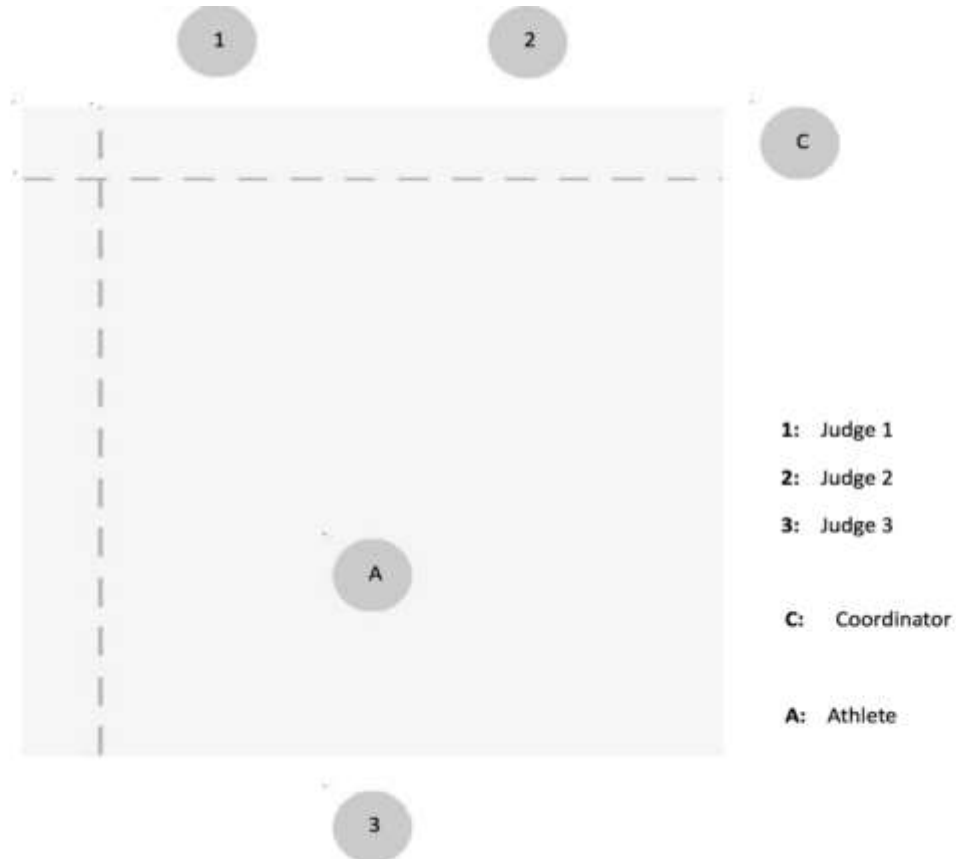 1
2
C
1: Judge 1
2: Judge 2
3: Judge 3
A
C: Coordinator
A: Athlete
3